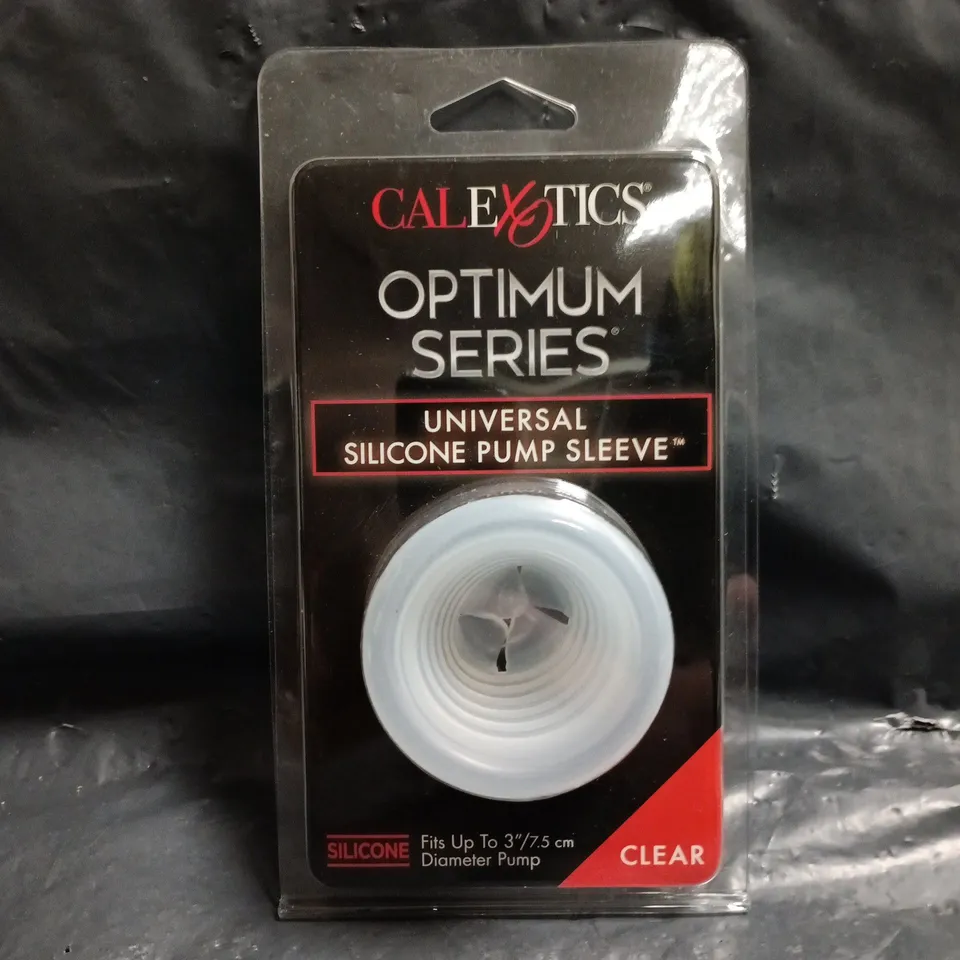 CALEXOTICS®
OPTIMUM
SERIES®
UNIVERSAL
SILICONE PUMP SLEEVE™
SILICONE
Fits Up To 3"/7.5 cm
Diameter Pump
CLEAR